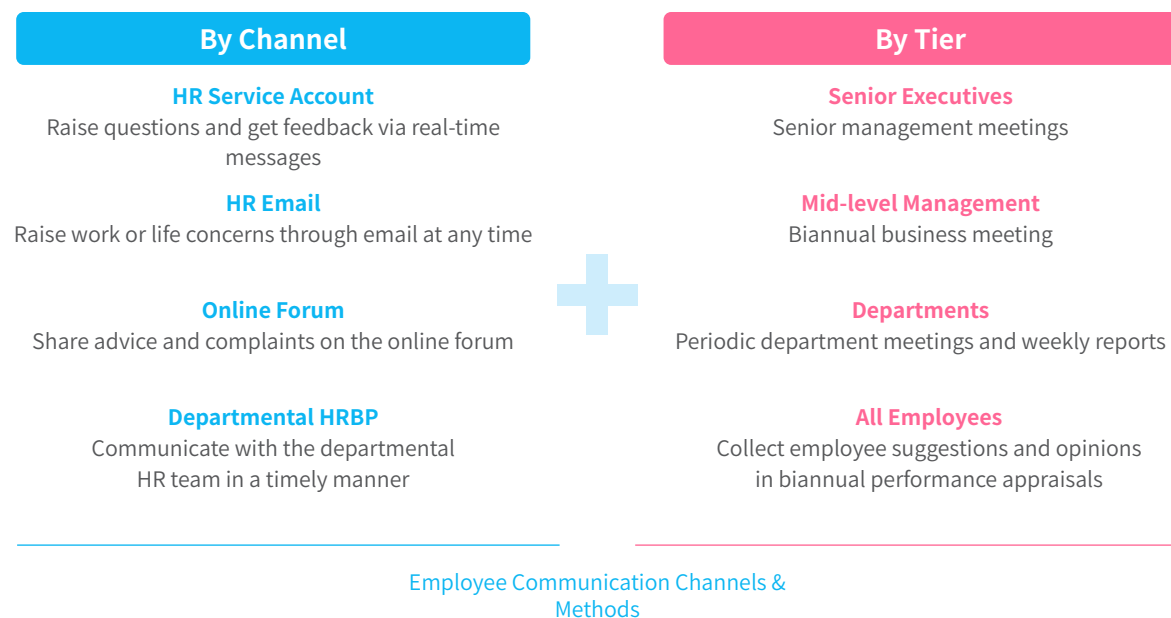 By Channel
HR Service Account
Raise questions and get feedback via real-time
messages
HR Email
Raise work or life concerns through email at any time
Online Forum
Share advice and complaints on the online forum
Departmental HRBP
Communicate with the departmental
HR team in a timely manner
By Tier
Senior Executives
Senior management meetings
Mid-level Management
Biannual business meeting
Departments
Periodic department meetings and weekly reports
All Employees
Collect employee suggestions and opinions
in biannual performance appraisals
Employee Communication Channels &
Methods